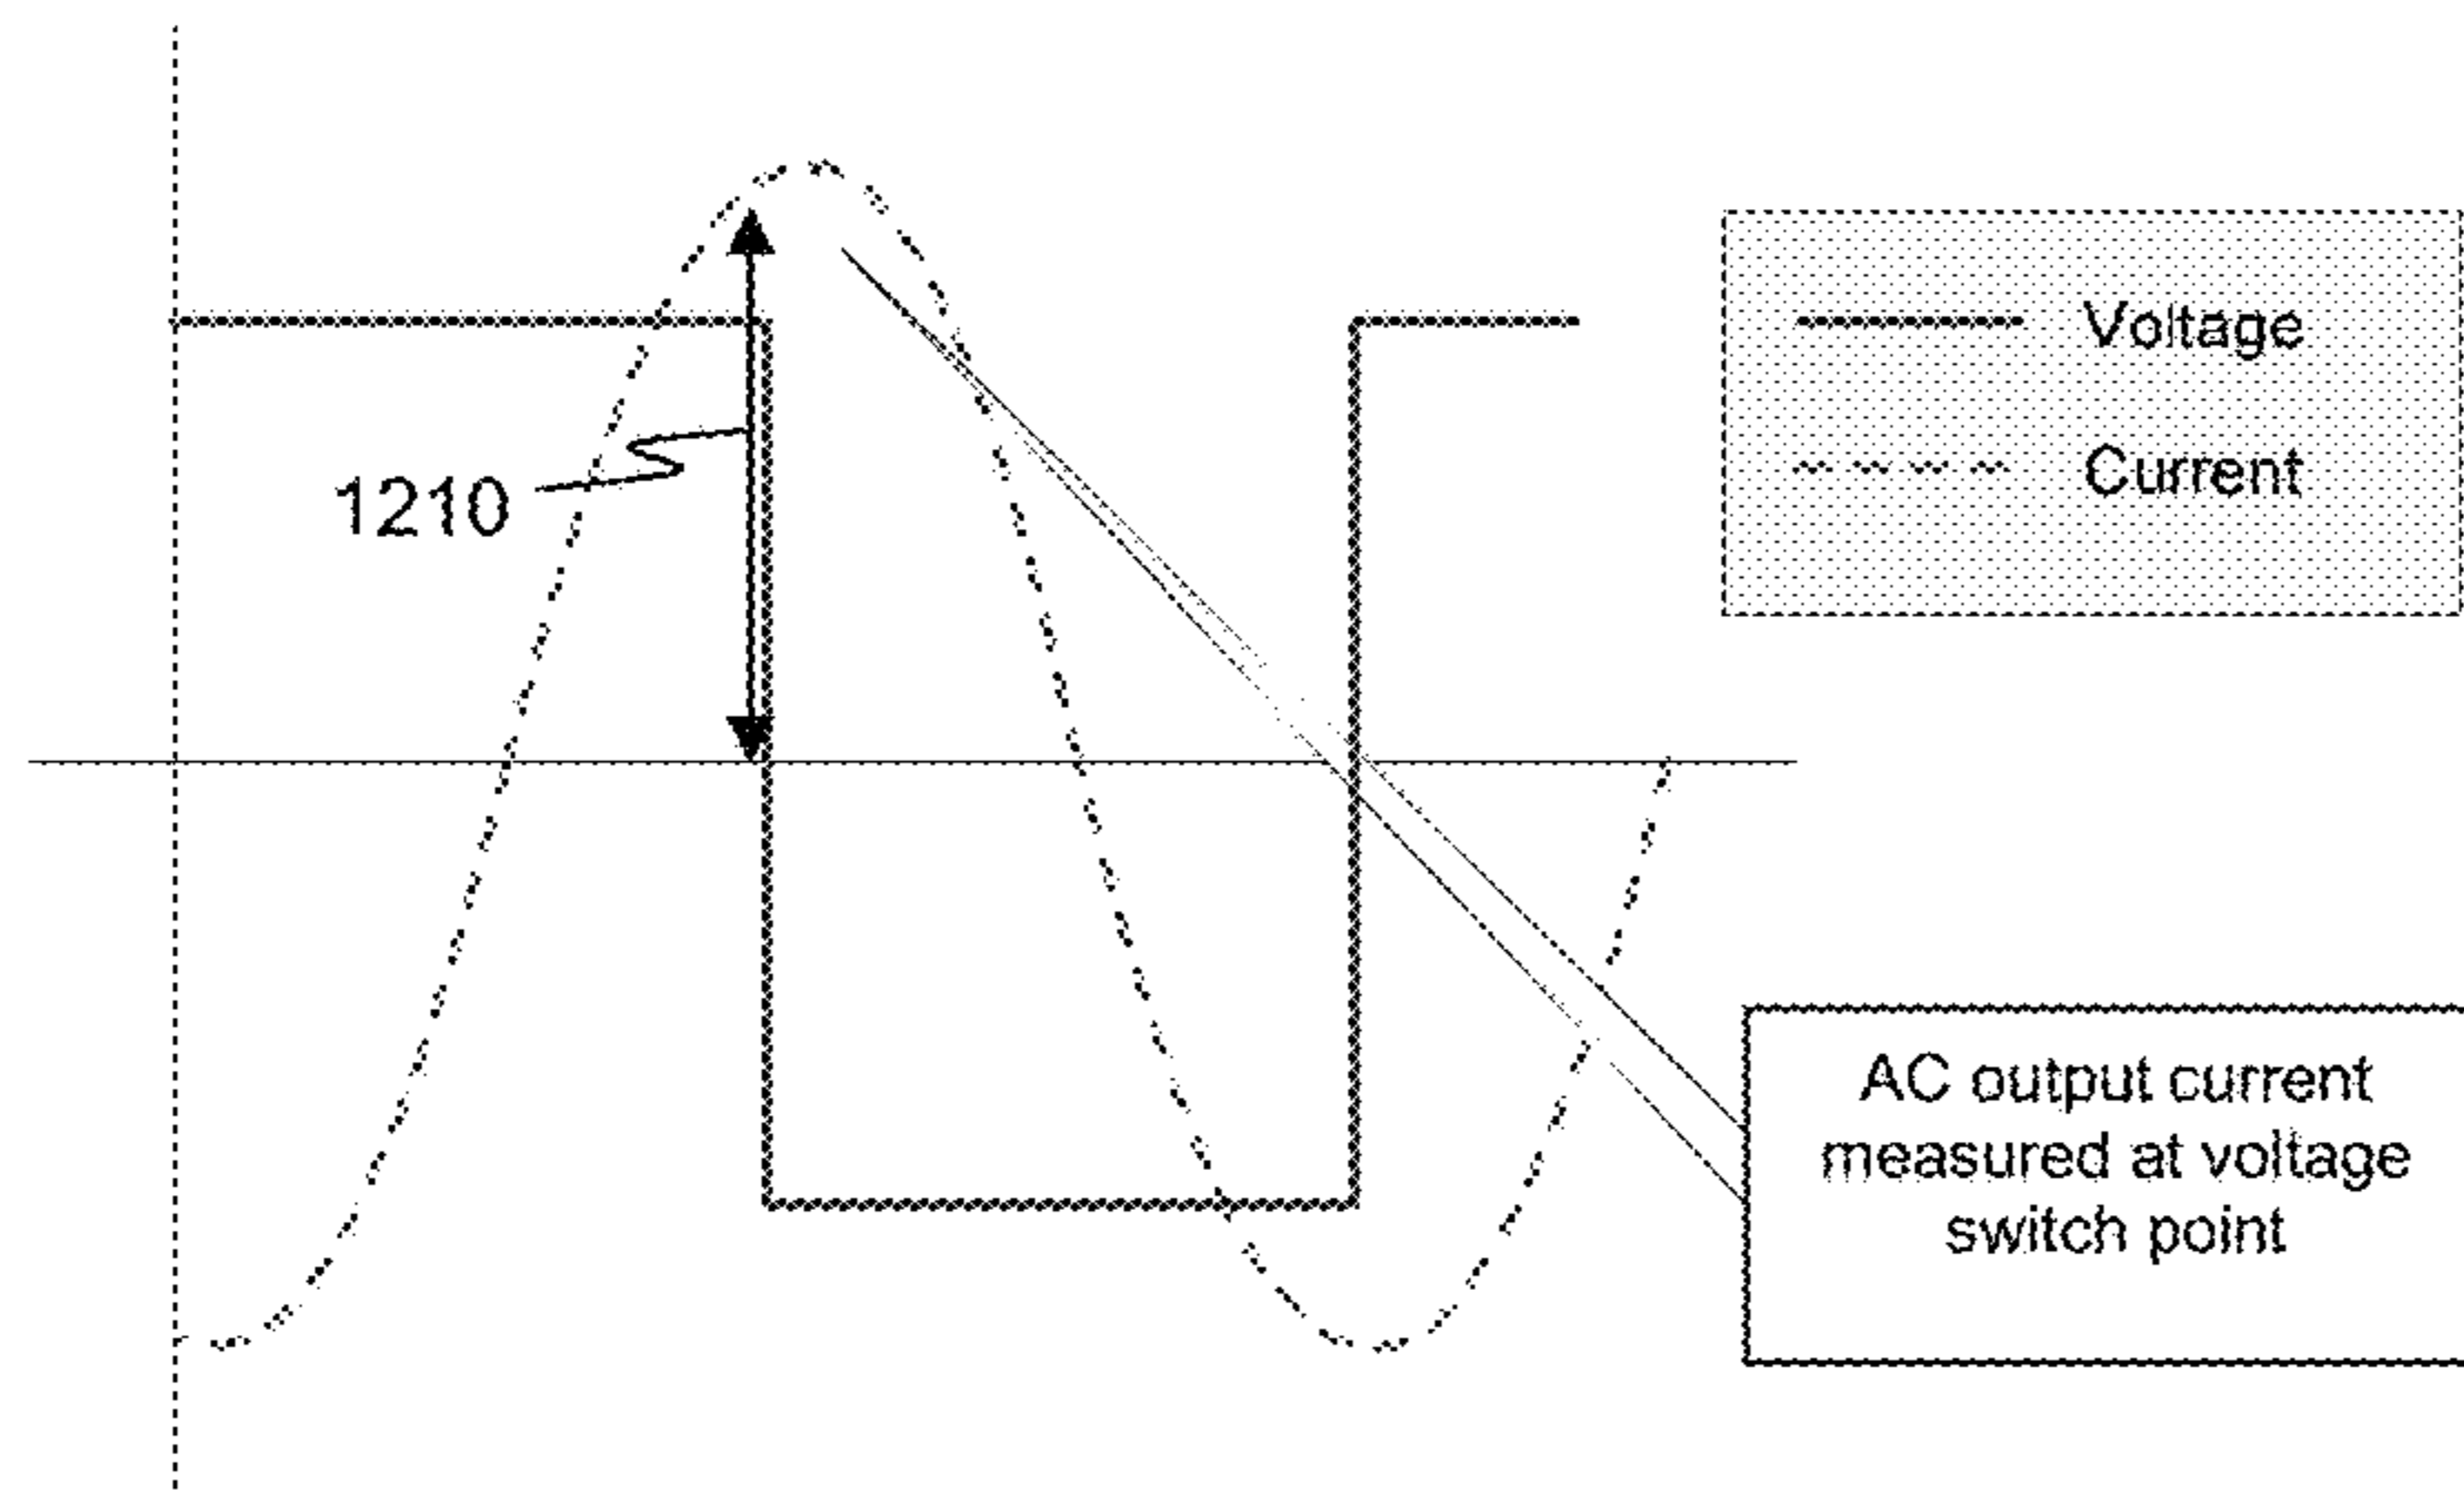 Voltage
Current
1210
AC output current
measured at voltage
switch point